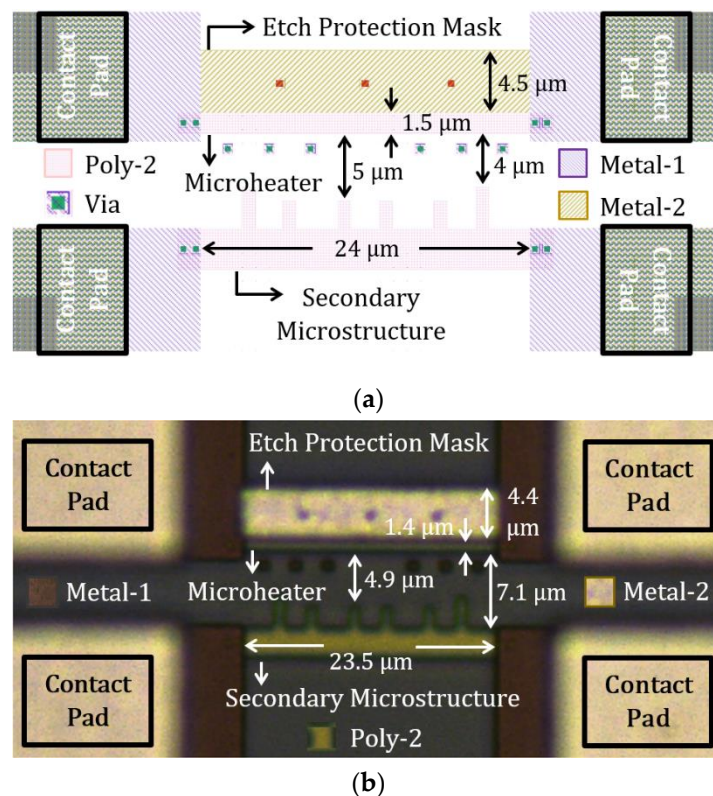 Etch Protection Mask
Contact
Pad
Contact
Pad
4.5 µm
1.5 µm
Poly-2
Microheater
5 µm
4 µm
Metal-1
Via
Metal-2
24 µm
Contact
Pad
Contact
Pad
Secondary
Microstructure
(a)
Etch Protection Mask
Contact
Pad
Contact
Pad
4.4
µm
1.4 µm
Metal-1
Microheater
4.9 µm
7.1 µm
Metal-2
23.5 µm
Contact
Pad
Contact
Pad
Secondary Microstructure
Poly-2
(b)